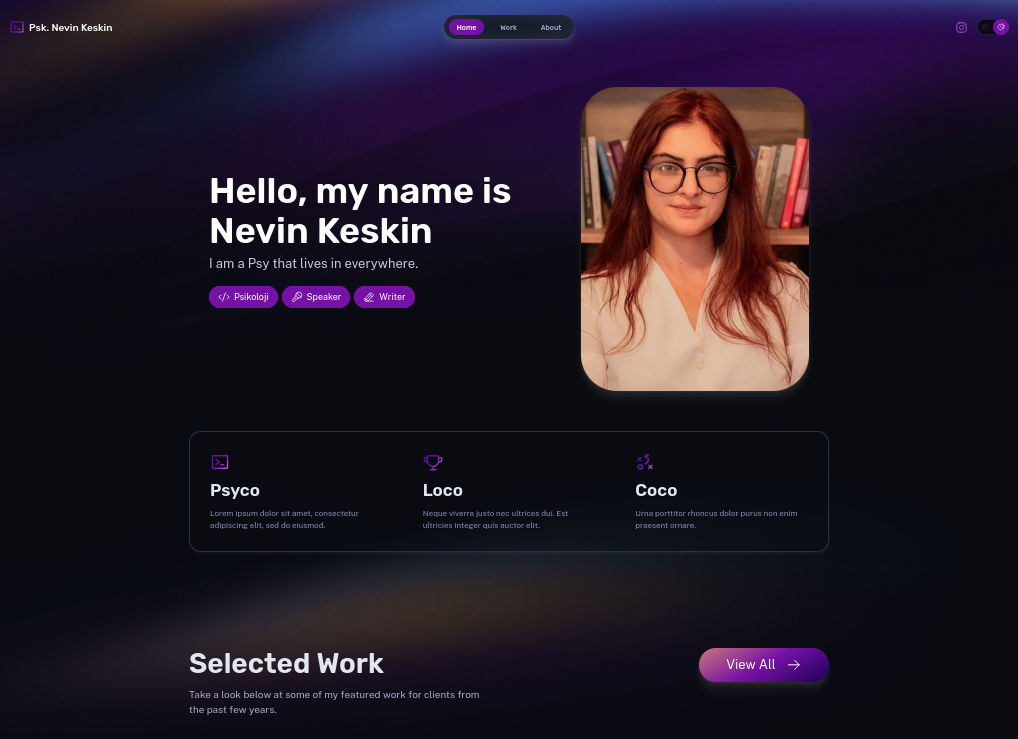 Psk. Nevin Keskin
Home Work About
Hello, my name is
Nevin Keskin
I am a Psy that lives in everywhere.
Psikoloji Speaker Writer
Psyco
Lorem ipsum dolor sit amet, consectetur
adipiscing elit, sed do eiusmod.
Loco
Neque viverra justo nec ultrices dui. Est
ultricies integer quis auctor elit.
Coco
Urna porttitor rhoncus dolor purus non enim
praesent ornare.
Selected Work
Take a look below at some of my featured work for clients from
the past few years.
View All